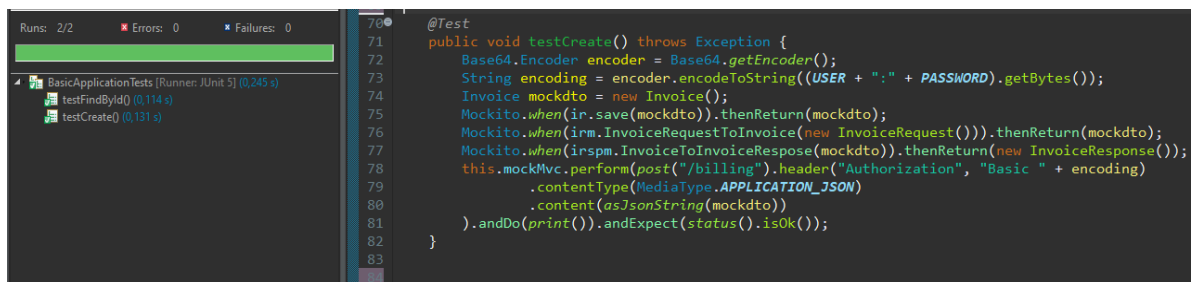 Runs: 2/2 Errors: 0 Failures: 0
BasicApplicationTests [Runner: JUnit 5] (0,245 s)
testFindById() (0,114 s)
testCreate() (0,131 s)
70 @Test
71 public void testCreate() throws Exception {
72 Base64.Encoder encoder = Base64.getEncoder();
73 String encoding = encoder.encodeToString((USER + ":" + PASSWORD).getBytes());
74 Invoice mockdto = new Invoice();
75 Mockito.when(ir.save(mockdto)).thenReturn(mockdto);
76 Mockito.when(irm.InvoiceRequestToInvoice(new InvoiceRequest())).thenReturn(mockdto);
77 Mockito.when(irspm.InvoiceToInvoiceRespose(mockdto)).thenReturn(new InvoiceResponse());
78 this.mockMvc.perform(post("/billing").header("Authorization", "Basic " + encoding)
79 .contentType(MediaType.APPLICATION_JSON)
80 .content(asJsonString(mockdto))
81 ).andDo(print()).andExpect(status().isOk());
82 }
83
84